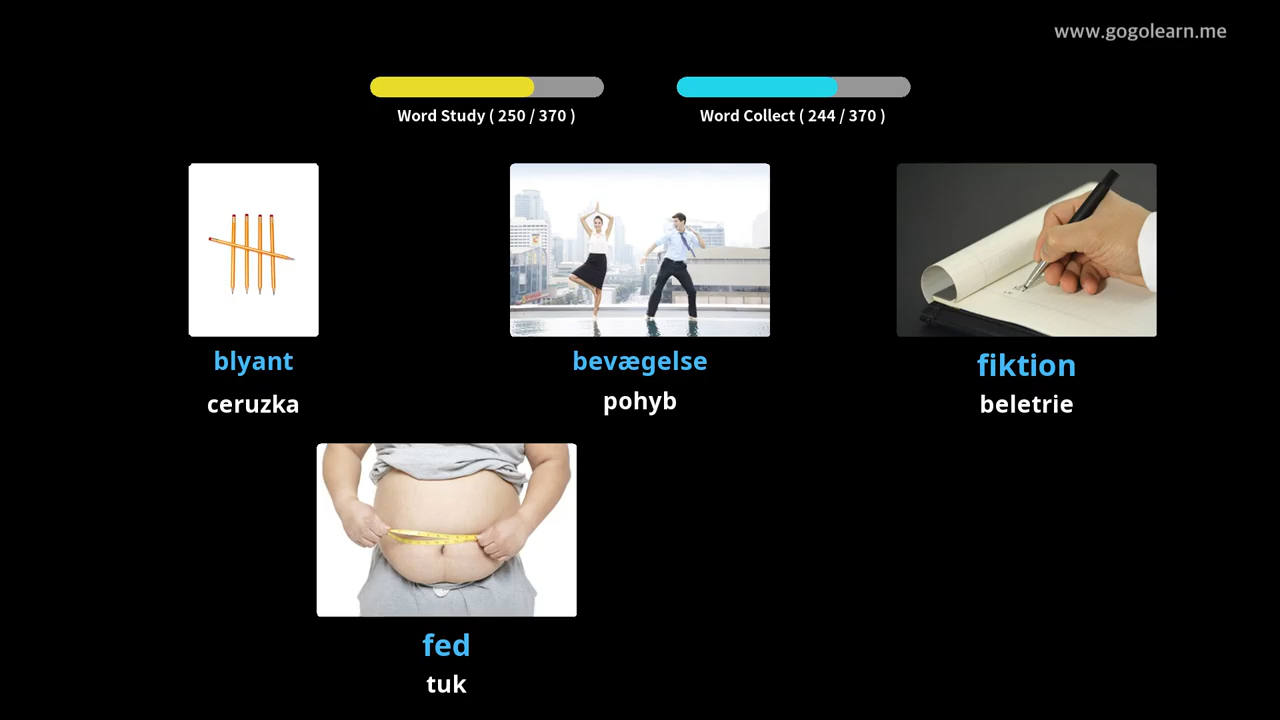 www.gogolearn.me
Word Study ( 250 / 370 )
Word Collect ( 244 / 370 )
blyant
ceruzka
bevægelse
pohyb
fiktion
beletrie
fed
tuk